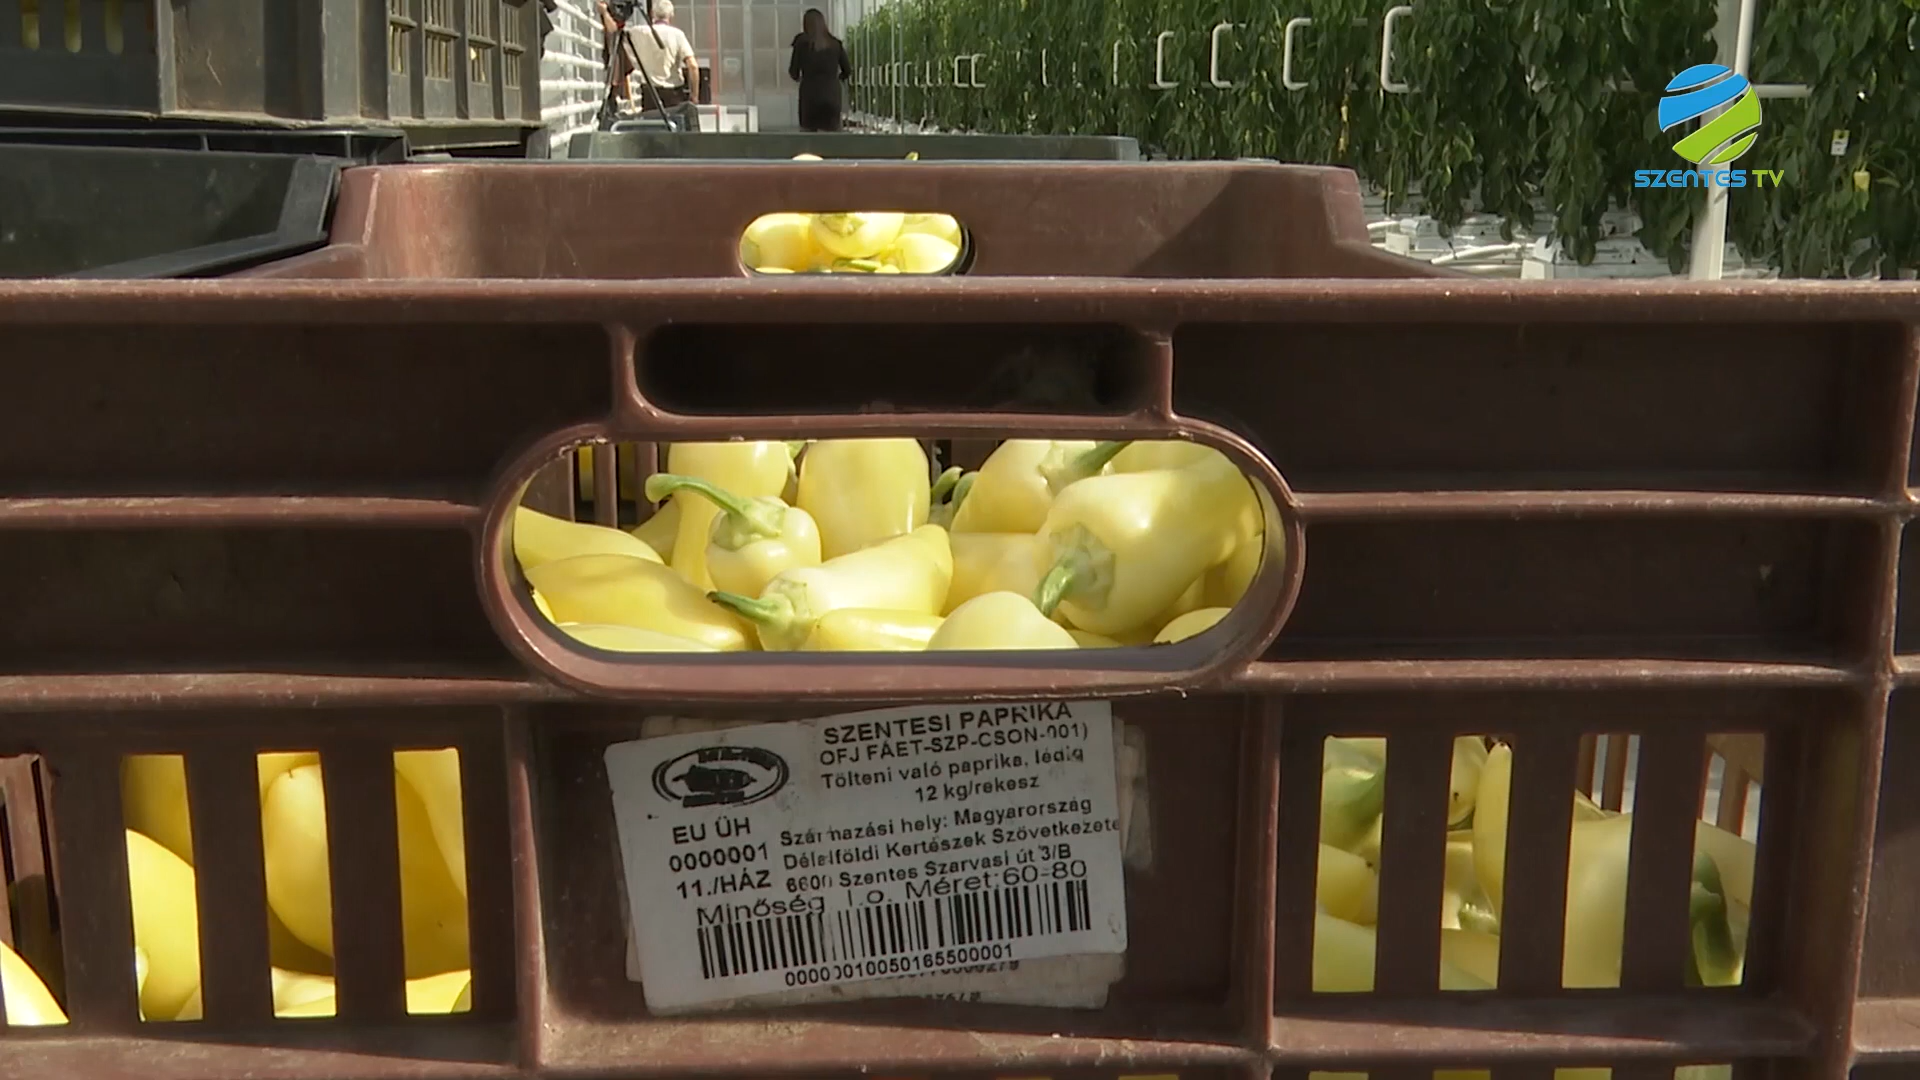 SZENTES TV
SZENTESI PAPRIKA
OFJ FÁET-SZP-CSON-001)
Tölteni való paprika, lédig
12 kg/rekesz
EU ÜH
0000001
11./HÁZ
Származási hely: Magyarország
Délalföldi Kertészek Szövetkezete
6600 Szentes Szarvasi út 3/B
Minőség I.o. Méret:60-80
00000010050165500001